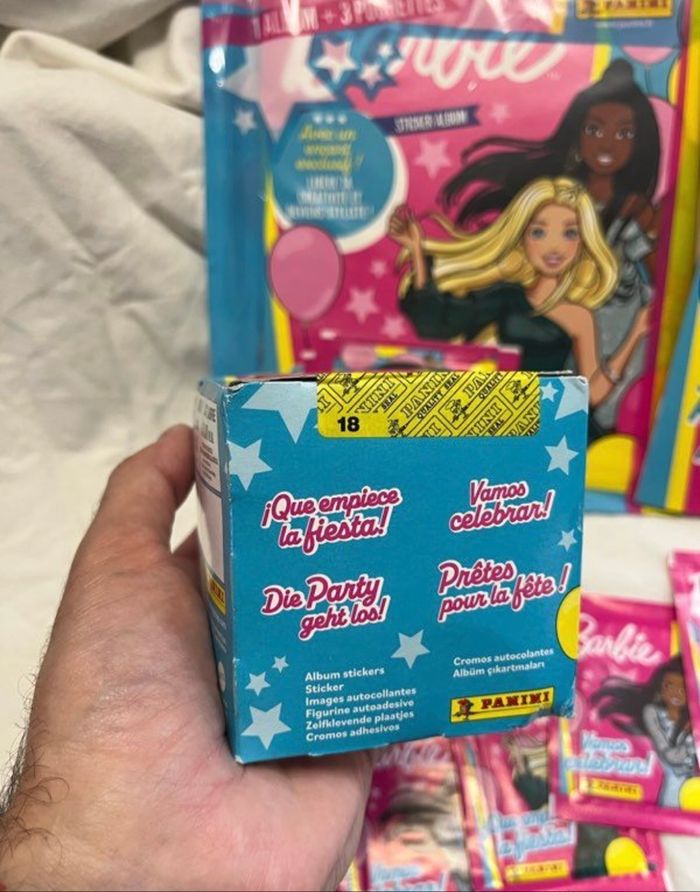 1 ALBUM + 3 POCHETTES
PANINI
Barbie
STICKER ALBUM
18
PANINI
QUALITY SEAL
¡Que empiece
la fiesta!
Vamos
celebrar!
Die Party
geht los!
Prêtes
pour la fête !
Album stickers
Sticker
Images autocollantes
Figurine autoadesive
Zelfklevende plaatjes
Cromos adhesivos
Cromos autocolantes
Albüm çıkartmaları
PANINI
Barbie
Vamos
celebrar!
PANINI